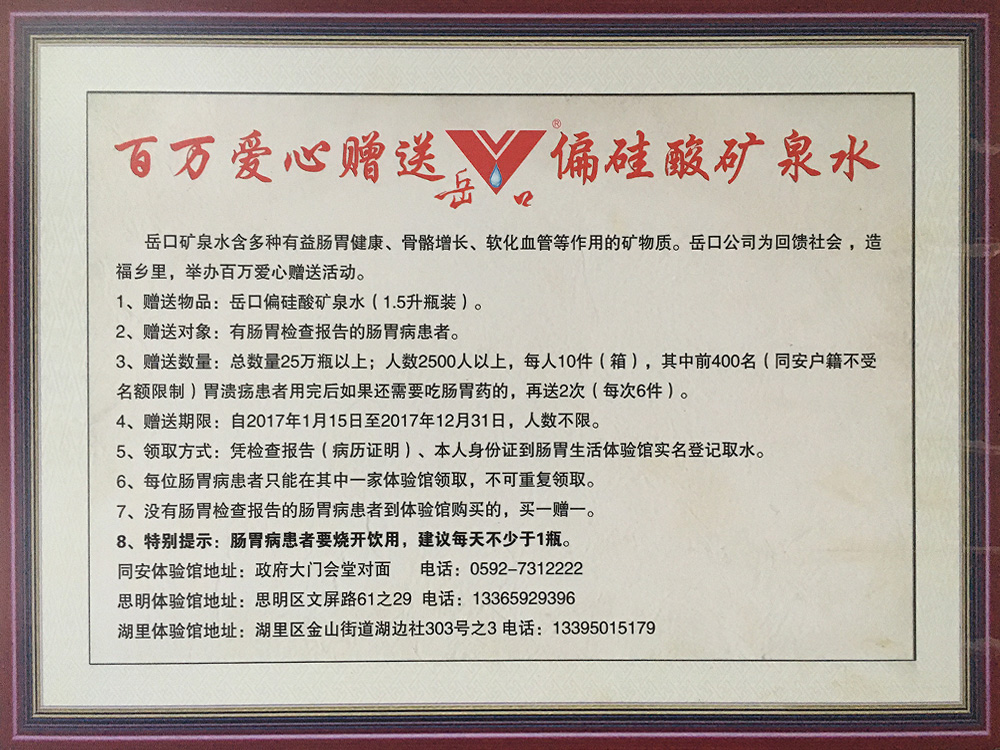 百万爱心赠送岳口®偏硅酸矿泉水
岳口矿泉水含多种有益肠胃健康、骨骼增长、软化血管等作用的矿物质。岳口公司为回馈社会，造
福乡里，举办百万爱心赠送活动。
1、赠送物品：岳口偏硅酸矿泉水（1.5升瓶装）。
2、赠送对象：有肠胃检查报告的肠胃病患者。
3、赠送数量：总数量25万瓶以上；人数2500人以上，每人10件（箱），其中前400名（同安户籍不受
名额限制）胃溃疡患者用完后如果还需要吃肠胃药的，再送2次（每次6件）。
4、赠送期限：自2017年1月15日至2017年12月31日，人数不限。
5、领取方式：凭检查报告（病历证明）、本人身份证到肠胃生活体验馆实名登记取水。
6、每位肠胃病患者只能在其中一家体验馆领取，不可重复领取。
7、没有肠胃检查报告的肠胃病患者到体验馆购买的，买一赠一。
8、特别提示：肠胃病患者要烧开饮用，建议每天不少于1瓶。
同安体验馆地址：政府大门会堂对面 电话：0592-7312222
思明体验馆地址：思明区文屏路61之29 电话：13365929396
湖里体验馆地址：湖里区金山街道湖边社303号之3 电话：13395015179